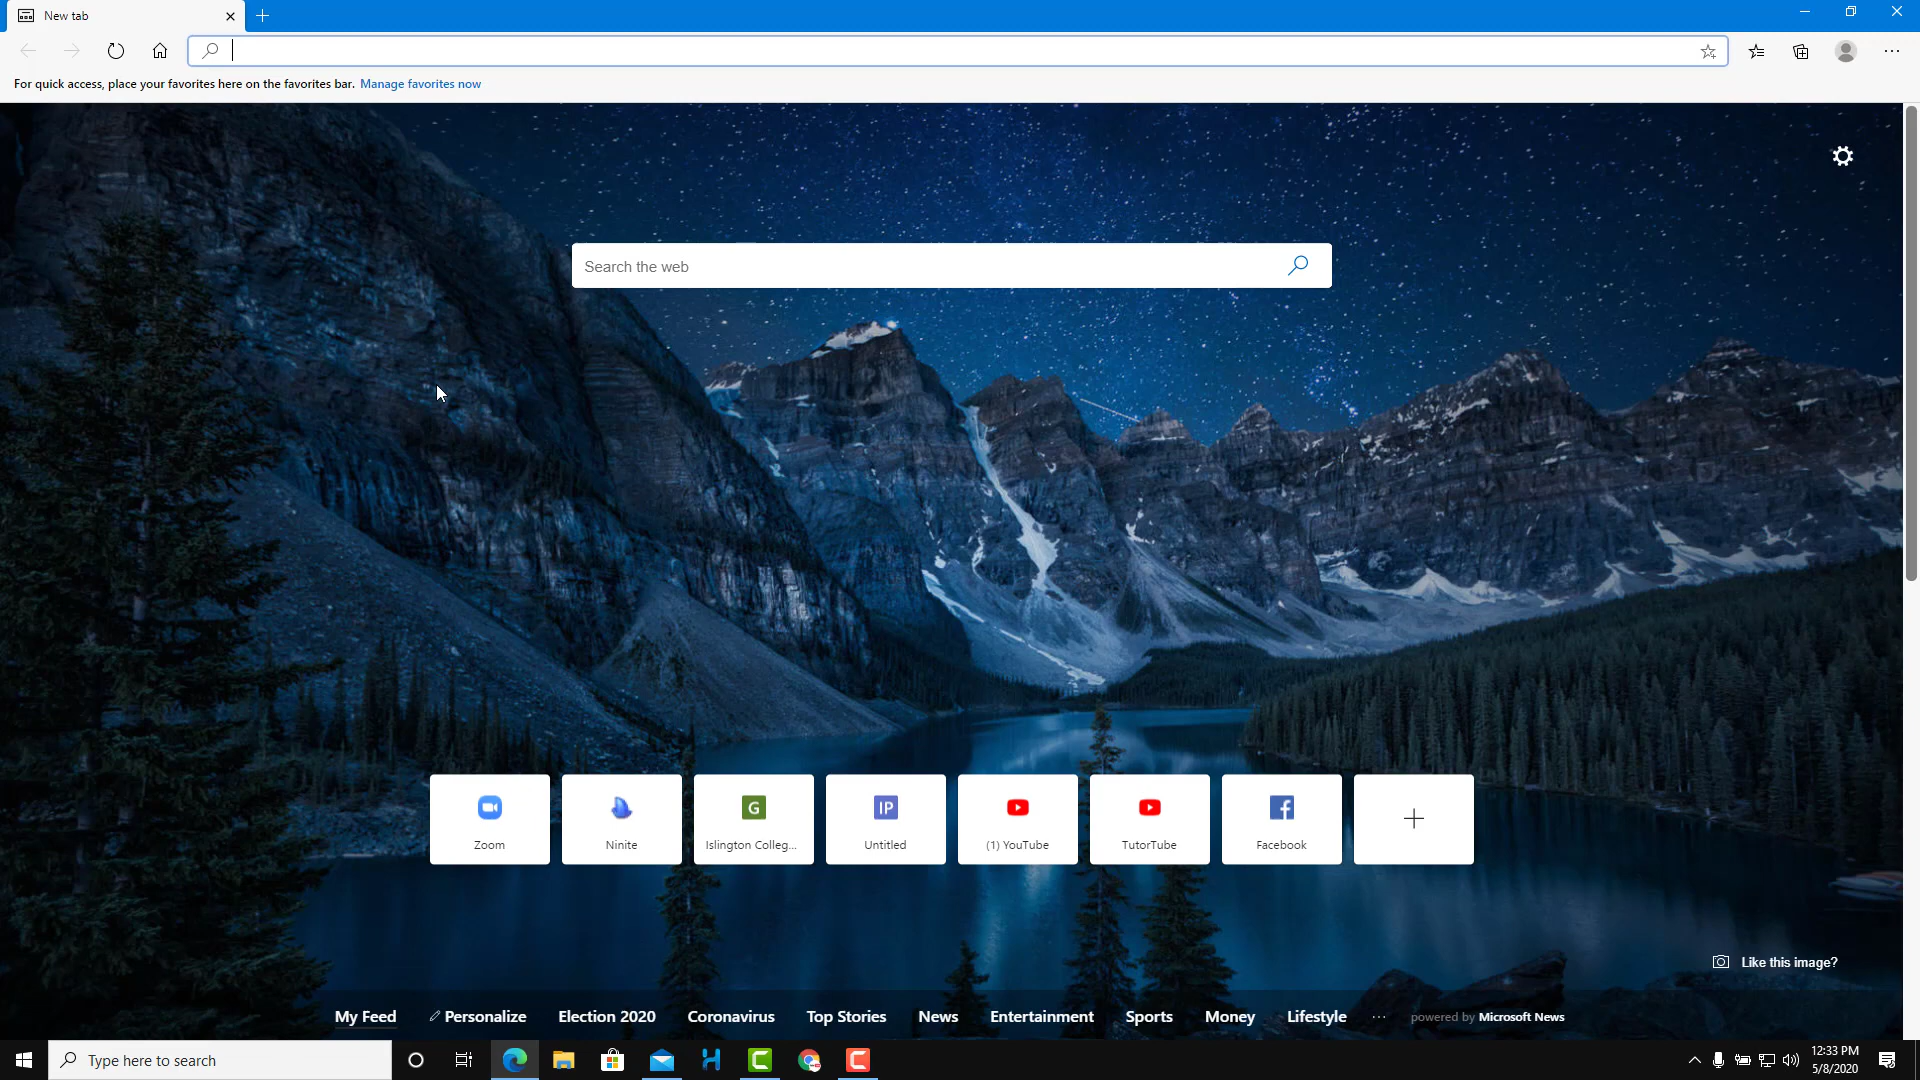 New tab
For quick access, place your favorites here on the favorites bar. Manage favorites now
Search the web
G
IP
Zoom
Ninite
Islington Colleg...
Untitled
(1) YouTube
TutorTube
Facebook
Like this image?
My Feed
Personalize
Election 2020
Coronavirus
Top Stories
News
Entertainment
Sports
Money
Lifestyle
...
powered by Microsoft News
Type here to search
12:33 PM
5/8/2020